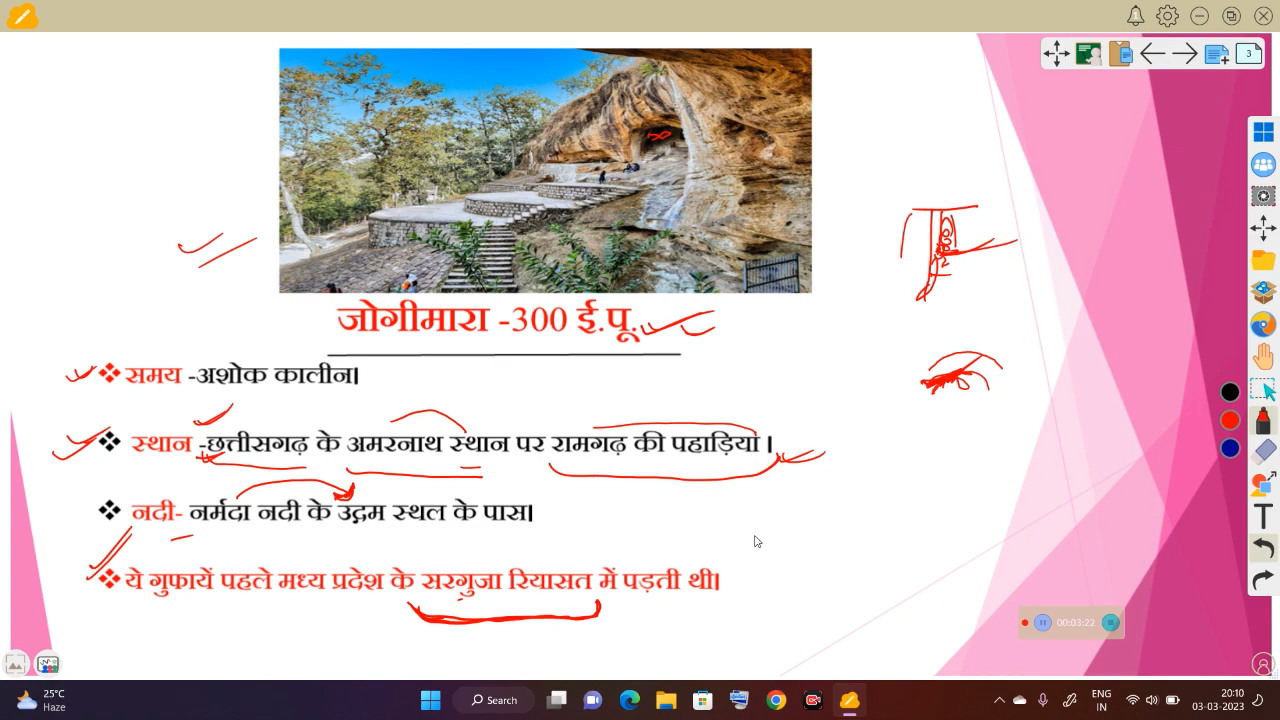 3
जोगीमारा -300 ई.पू.
❖ समय -अशोक कालीन।
❖ स्थान -छत्तीसगढ़ के अमरनाथ स्थान पर रामगढ़ की पहाड़ियां ।
❖ नदी- नर्मदा नदी के उद्गम स्थल के पास।
❖ ये गुफायें पहले मध्य प्रदेश के सरगुजा रियासत में पड़ती थी।
00:03:22
25°C
Haze
Search
ENG
IN
20:10
03-03-2023